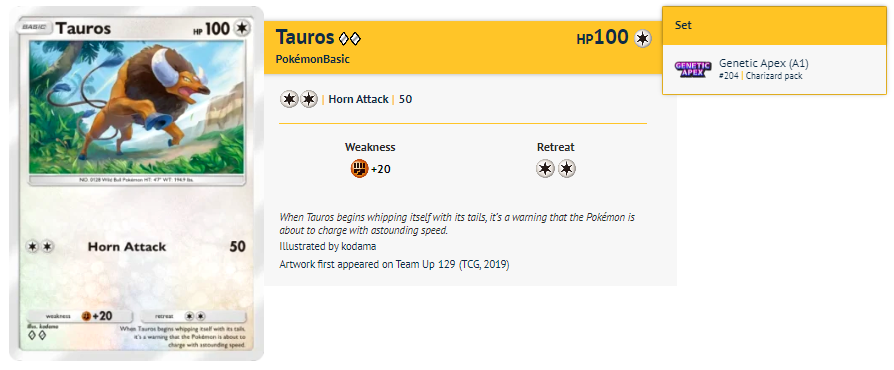 BASIC Tauros HP 100
NO. 0128 Wild Bull Pokémon HT: 4'7" WT: 194.9 lbs.
Horn Attack 50
weakness +20 retreat
Illus. kodama
When Tauros begins whipping itself with its tails,
it's a warning that the Pokémon is about to
charge with astounding speed.
Tauros HP100
PokémonBasic
| Horn Attack | 50
Weakness Retreat
+20
When Tauros begins whipping itself with its tails, it's a warning that the Pokémon is
about to charge with astounding speed.
Illustrated by kodama
Artwork first appeared on Team Up 129 (TCG, 2019)
Set
GENETIC
APEX
Genetic Apex (A1)
#204 | Charizard pack